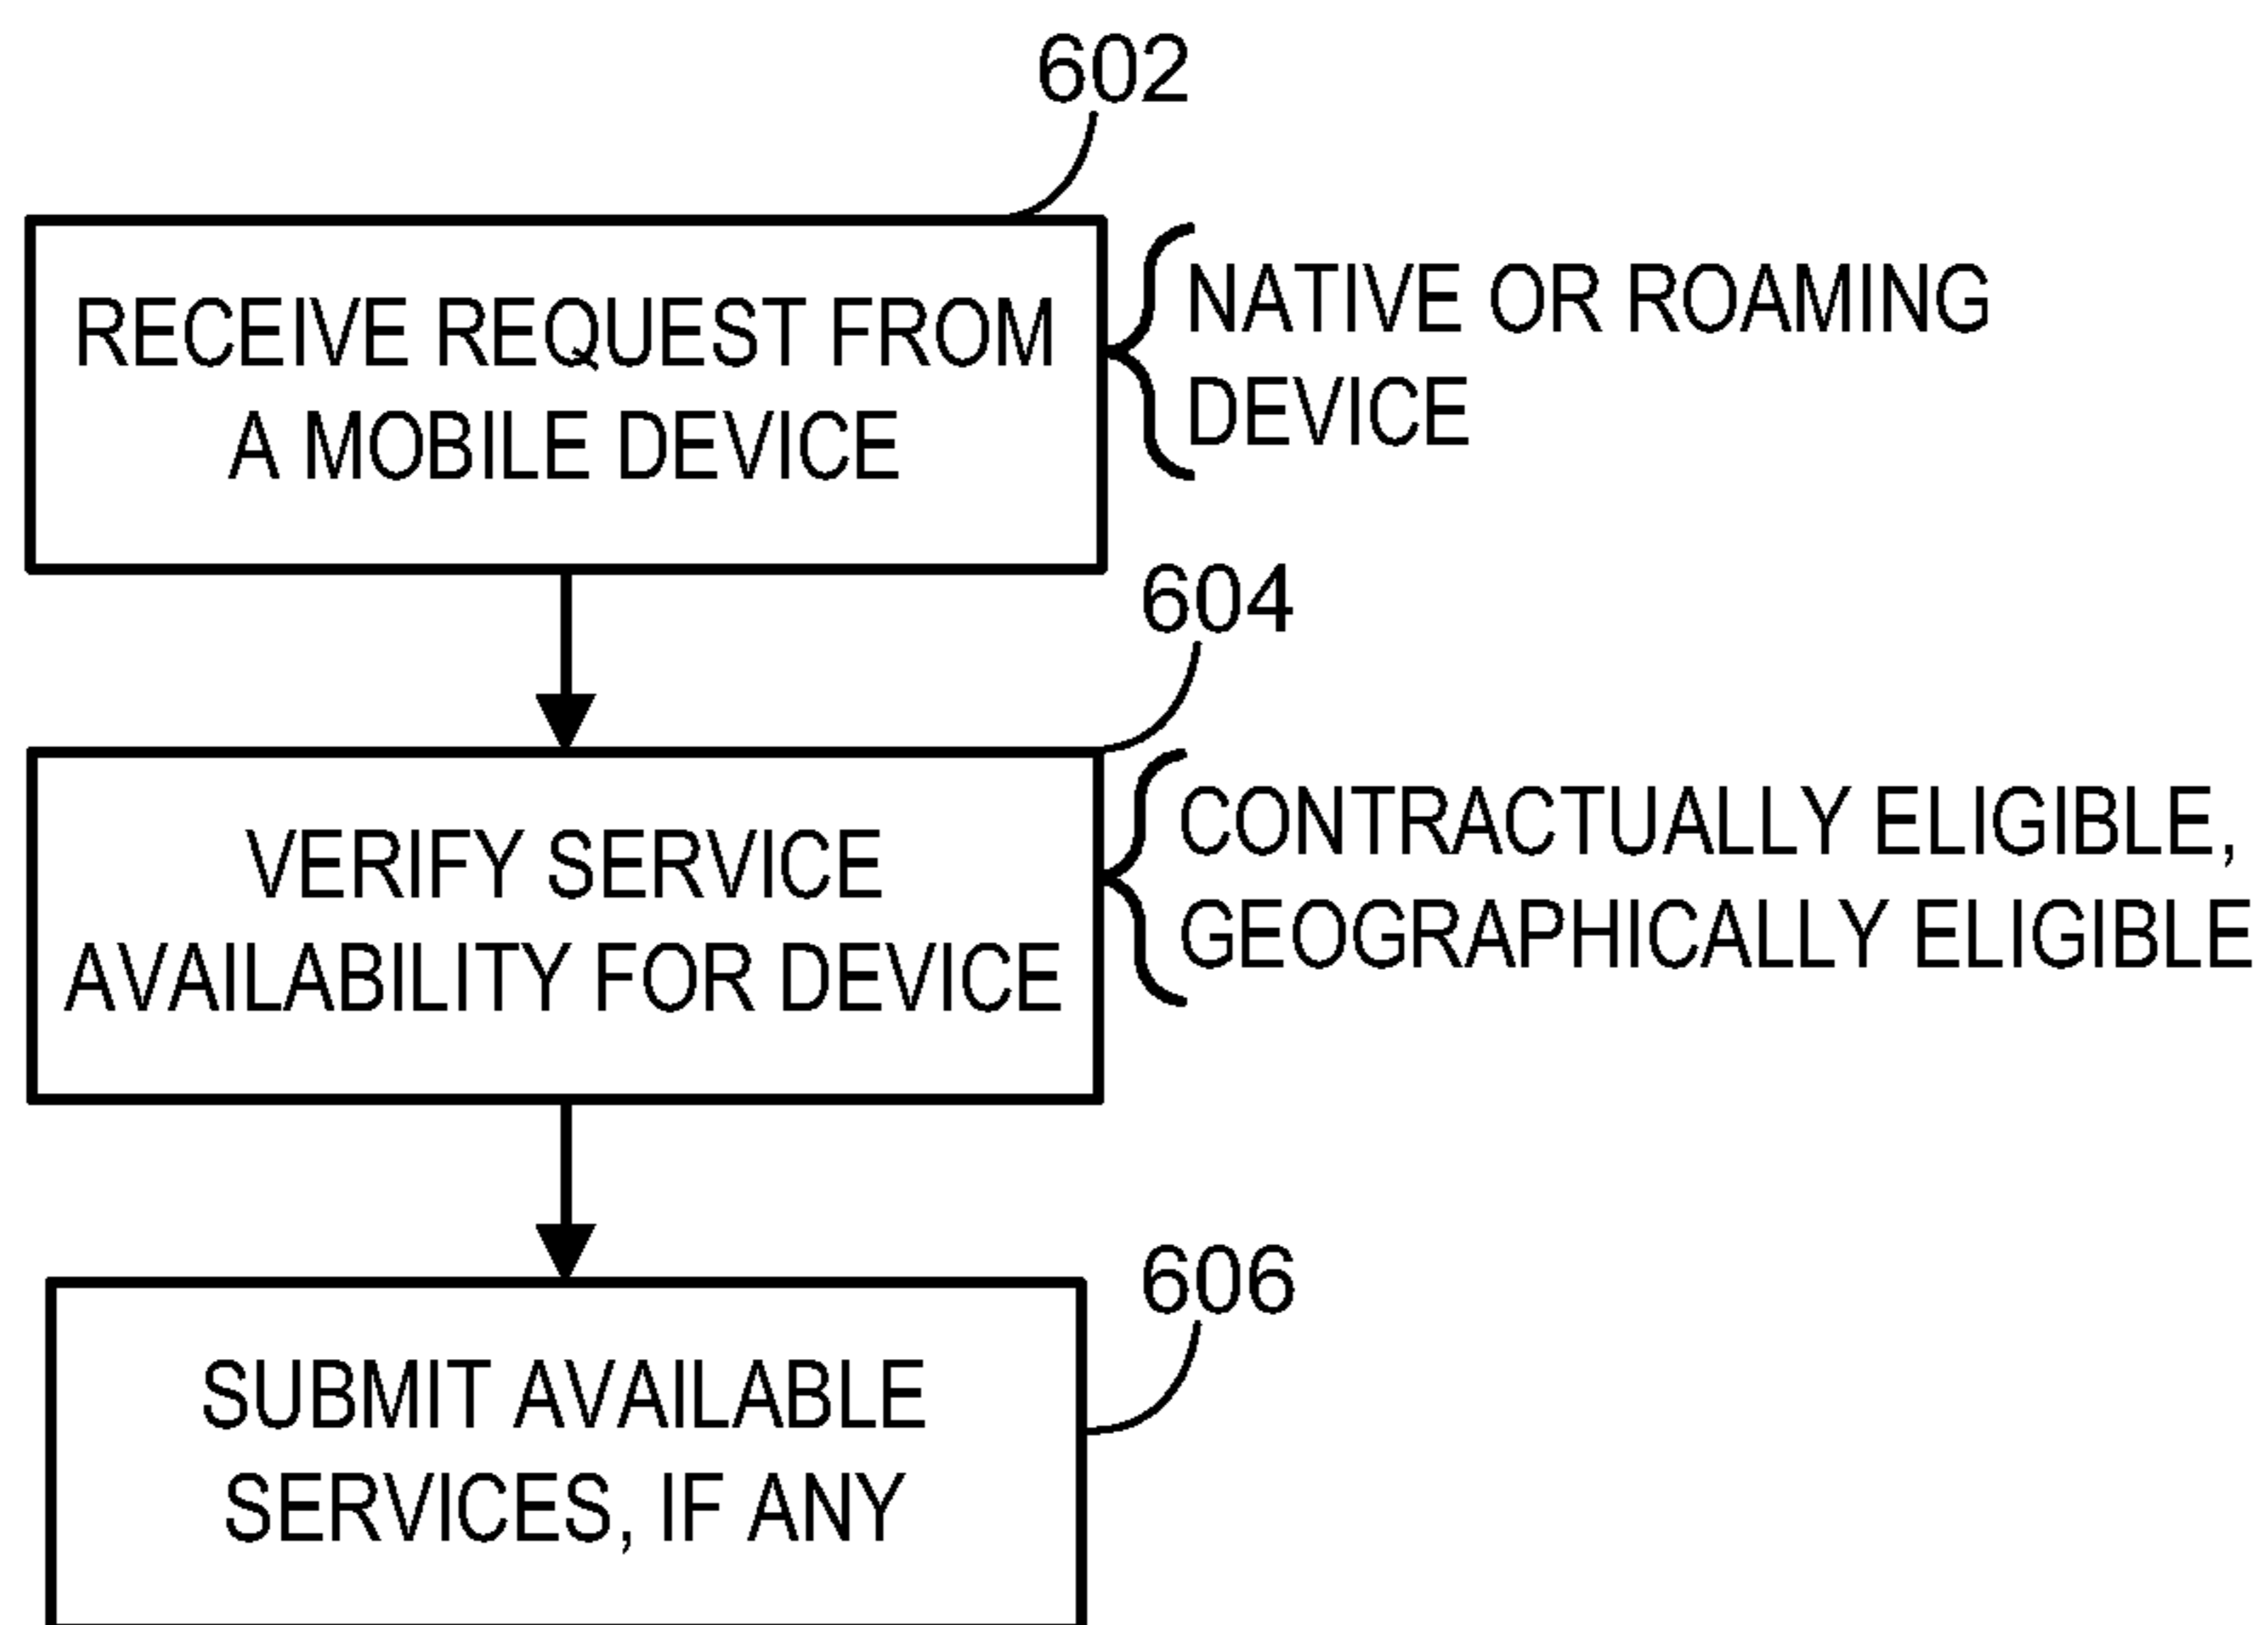 602
RECEIVE REQUEST FROM
A MOBILE DEVICE
NATIVE OR ROAMING
DEVICE
604
VERIFY SERVICE
AVAILABILITY FOR DEVICE
CONTRACTUALLY ELIGIBLE,
GEOGRAPHICALLY ELIGIBLE
606
SUBMIT AVAILABLE
SERVICES, IF ANY